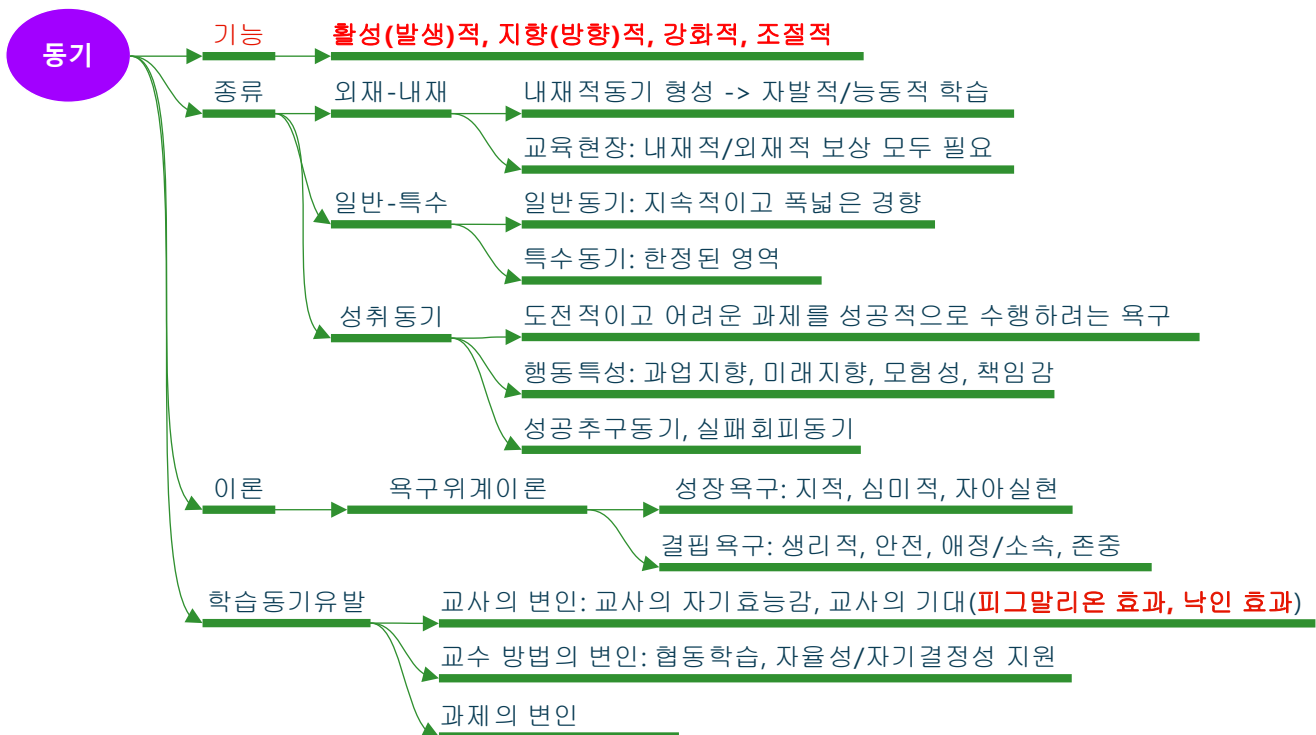 동기
기능
활성(발생)적, 지향(방향)적, 강화적, 조절적
종류
외재-내재
내재적동기 형성 -> 자발적/능동적 학습
교육현장: 내재적/외재적 보상 모두 필요
일반-특수
일반동기: 지속적이고 폭넓은 경향
특수동기: 한정된 영역
성취동기
도전적이고 어려운 과제를 성공적으로 수행하려는 욕구
행동특성: 과업지향, 미래지향, 모험성, 책임감
성공추구동기, 실패회피동기
이론
욕구위계이론
성장욕구: 지적, 심미적, 자아실현
결핍욕구: 생리적, 안전, 애정/소속, 존중
학습동기유발
교사의 변인: 교사의 자기효능감, 교사의 기대(피그말리온 효과, 낙인 효과)
교수 방법의 변인: 협동학습, 자율성/자기결정성 지원
과제의 변인